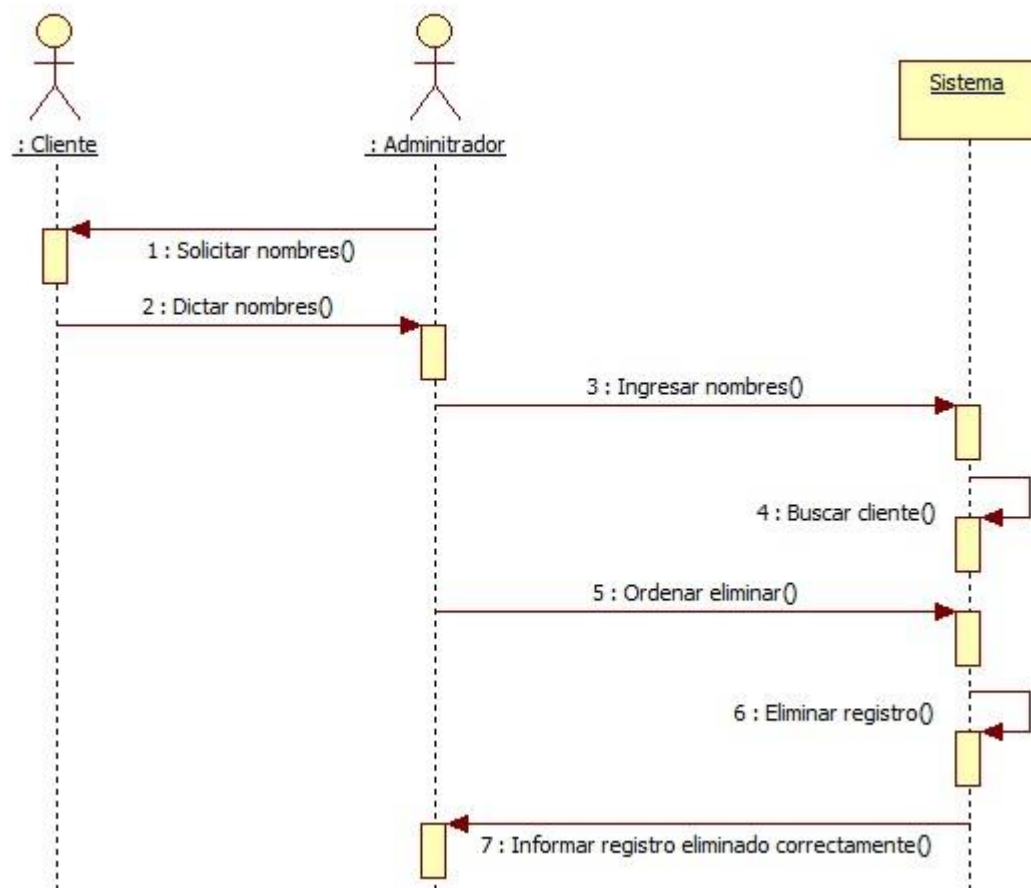 Sistema
: Cliente
: Adminitrador
1 : Solicitar nombres()
2 : Dictar nombres()
3 : Ingresar nombres()
4 : Buscar cliente()
5 : Ordenar eliminar()
6 : Eliminar registro()
7 : Informar registro eliminado correctamente()